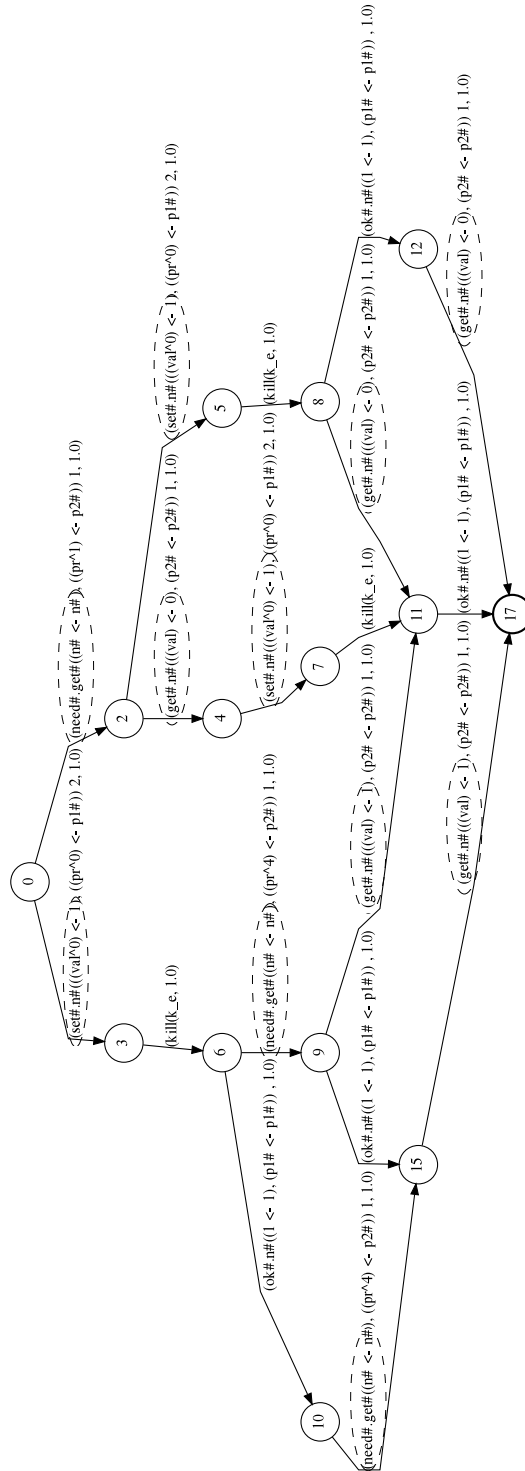 0
(set#.n#(((val^0) <- 1), ((pr^0) <- p1#)) 2, 1.0)
(need#.get#((n# <- n#), ((pr^1) <- p2#)) 1, 1.0)
3
2
(kill(k_e, 1.0)
(get#.n#(((val) <- 0), (p2# <- p2#)) 1, 1.0)
(set#.n#(((val^0) <- 1), ((pr^0) <- p1#)) 2, 1.0)
6
4
5
(ok#.n#((1 <- 1), (p1# <- p1#)) , 1.0)
(need#.get#((n# <- n#), ((pr^4) <- p2#)) 1, 1.0)
(set#.n#(((val^0) <- 1), ((pr^0) <- p1#)) 2, 1.0)
(kill(k_e, 1.0)
10
9
7
8
(need#.get#((n# <- n#), ((pr^4) <- p2#)) 1, 1.0)
(ok#.n#((1 <- 1), (p1# <- p1#)) , 1.0)
(get#.n#(((val) <- 1), (p2# <- p2#)) 1, 1.0)
(kill(k_e, 1.0)
(get#.n#(((val) <- 0), (p2# <- p2#)) 1, 1.0)
(ok#.n#((1 <- 1), (p1# <- p1#)) , 1.0)
15
11
12
(get#.n#(((val) <- 1), (p2# <- p2#)) 1, 1.0)
(ok#.n#((1 <- 1), (p1# <- p1#)) , 1.0)
(get#.n#(((val) <- 0), (p2# <- p2#)) 1, 1.0)
17